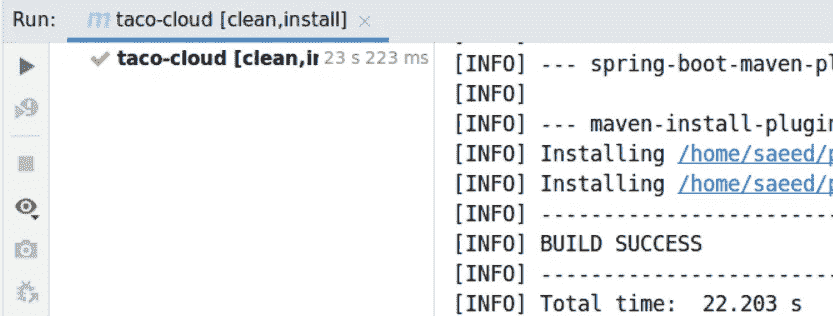 Run: taco-cloud [clean,install]
taco-cloud [clean,in 23 s 223 ms
[INFO] --- spring-boot-maven-pl
[INFO]
[INFO] --- maven-install-plugin
[INFO] Installing /home/saeed/p
[INFO] Installing /home/saeed/p
[INFO] ------------------------
[INFO] BUILD SUCCESS
[INFO] ------------------------
[INFO] Total time:  22.203 s